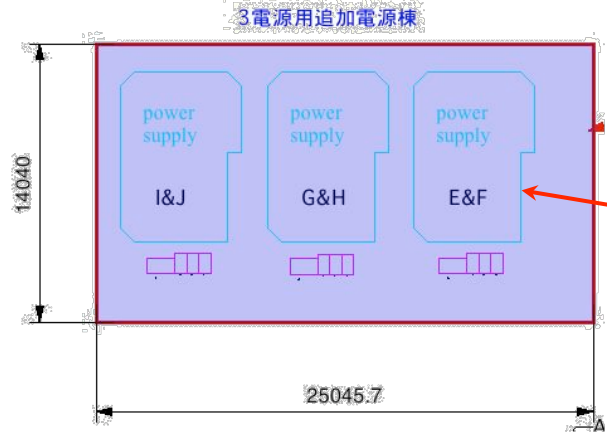 3電源用追加電源棟
power
supply
I&J
power
supply
G&H
power
supply
E&F
14040
25045.7
A